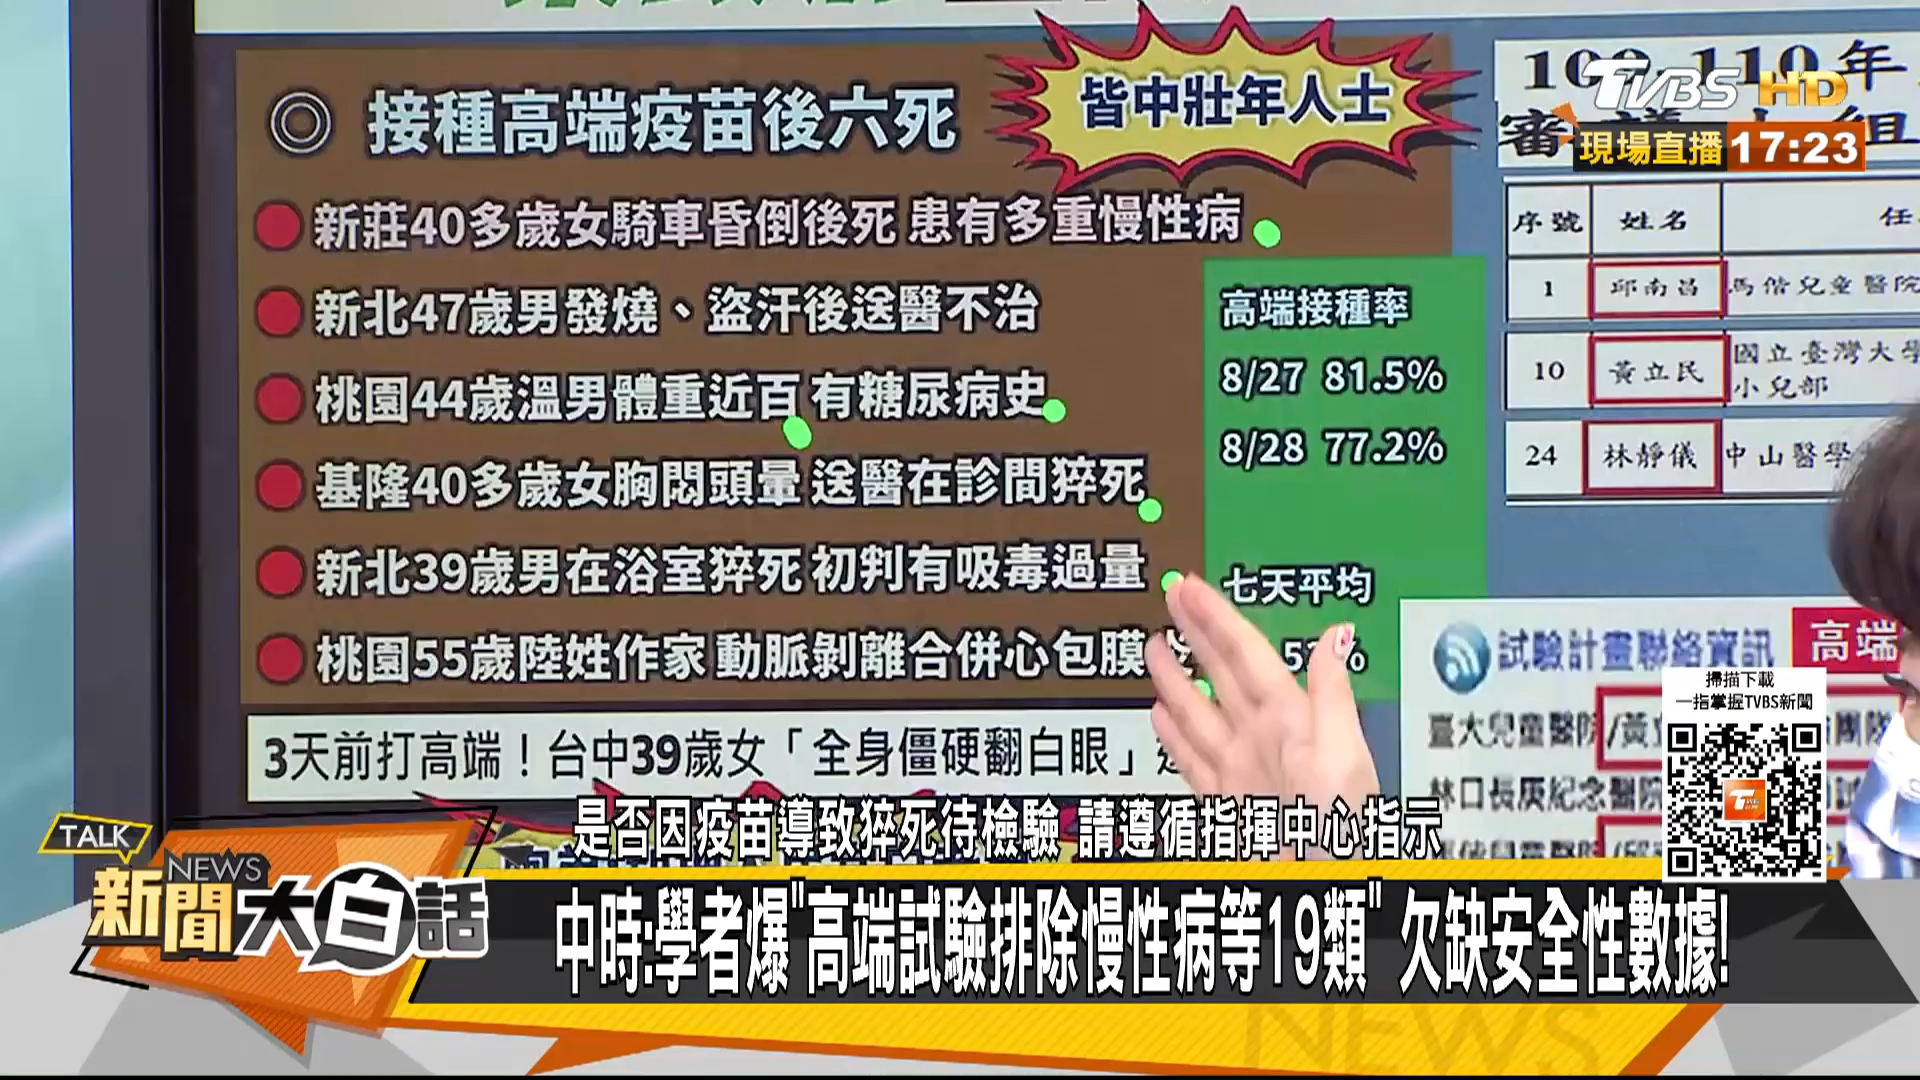 ◎ 接種高端疫苗後六死
皆中壯年人士
新莊40多歲女騎車昏倒後死 患有多重慢性病
新北47歲男發燒、盜汗後送醫不治
桃園44歲溫男體重近百 有糖尿病史
基隆40多歲女胸悶頭暈 送醫在診間猝死
新北39歲男在浴室猝死 初判有吸毒過量
桃園55歲陸姓作家 動脈剝離合併心包膜
3天前打高端！台中39歲女「全身僵硬翻白眼」
高端接種率
8/27 81.5%
8/28 77.2%
七天平均
110年
TVBS HD
現場直播 17:23
序號 姓名 任
1 邱南昌 馬偕兒童醫院
10 黃立民 國立臺灣大學
小兒部
24 林靜儀 中山醫學
試驗計畫聯絡資訊
高端
臺大兒童醫院/黃立
團隊
林口長庚紀念醫院
掃描下載
一指掌握TVBS新聞
是否因疫苗導致猝死待檢驗 請遵循指揮中心指示
TALK
NEWS
新聞大白話
中時:學者爆"高端試驗排除慢性病等19類" 欠缺安全性數據!
NEWS